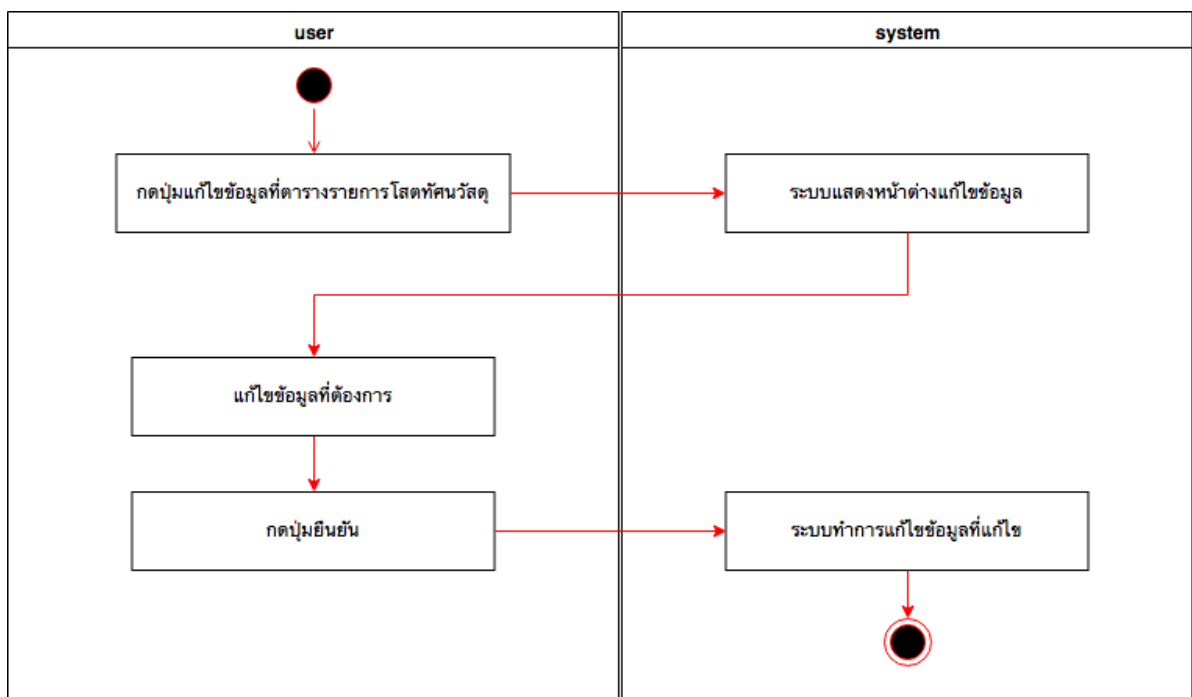 user
system
กดปุ่มแก้ไขข้อมูลที่ตารางรายการโสตทัศนวัสดุ
ระบบแสดงหน้าต่างแก้ไขข้อมูล
แก้ไขข้อมูลที่ต้องการ
กดปุ่มยืนยัน
ระบบทำการแก้ไขข้อมูลที่แก้ไข